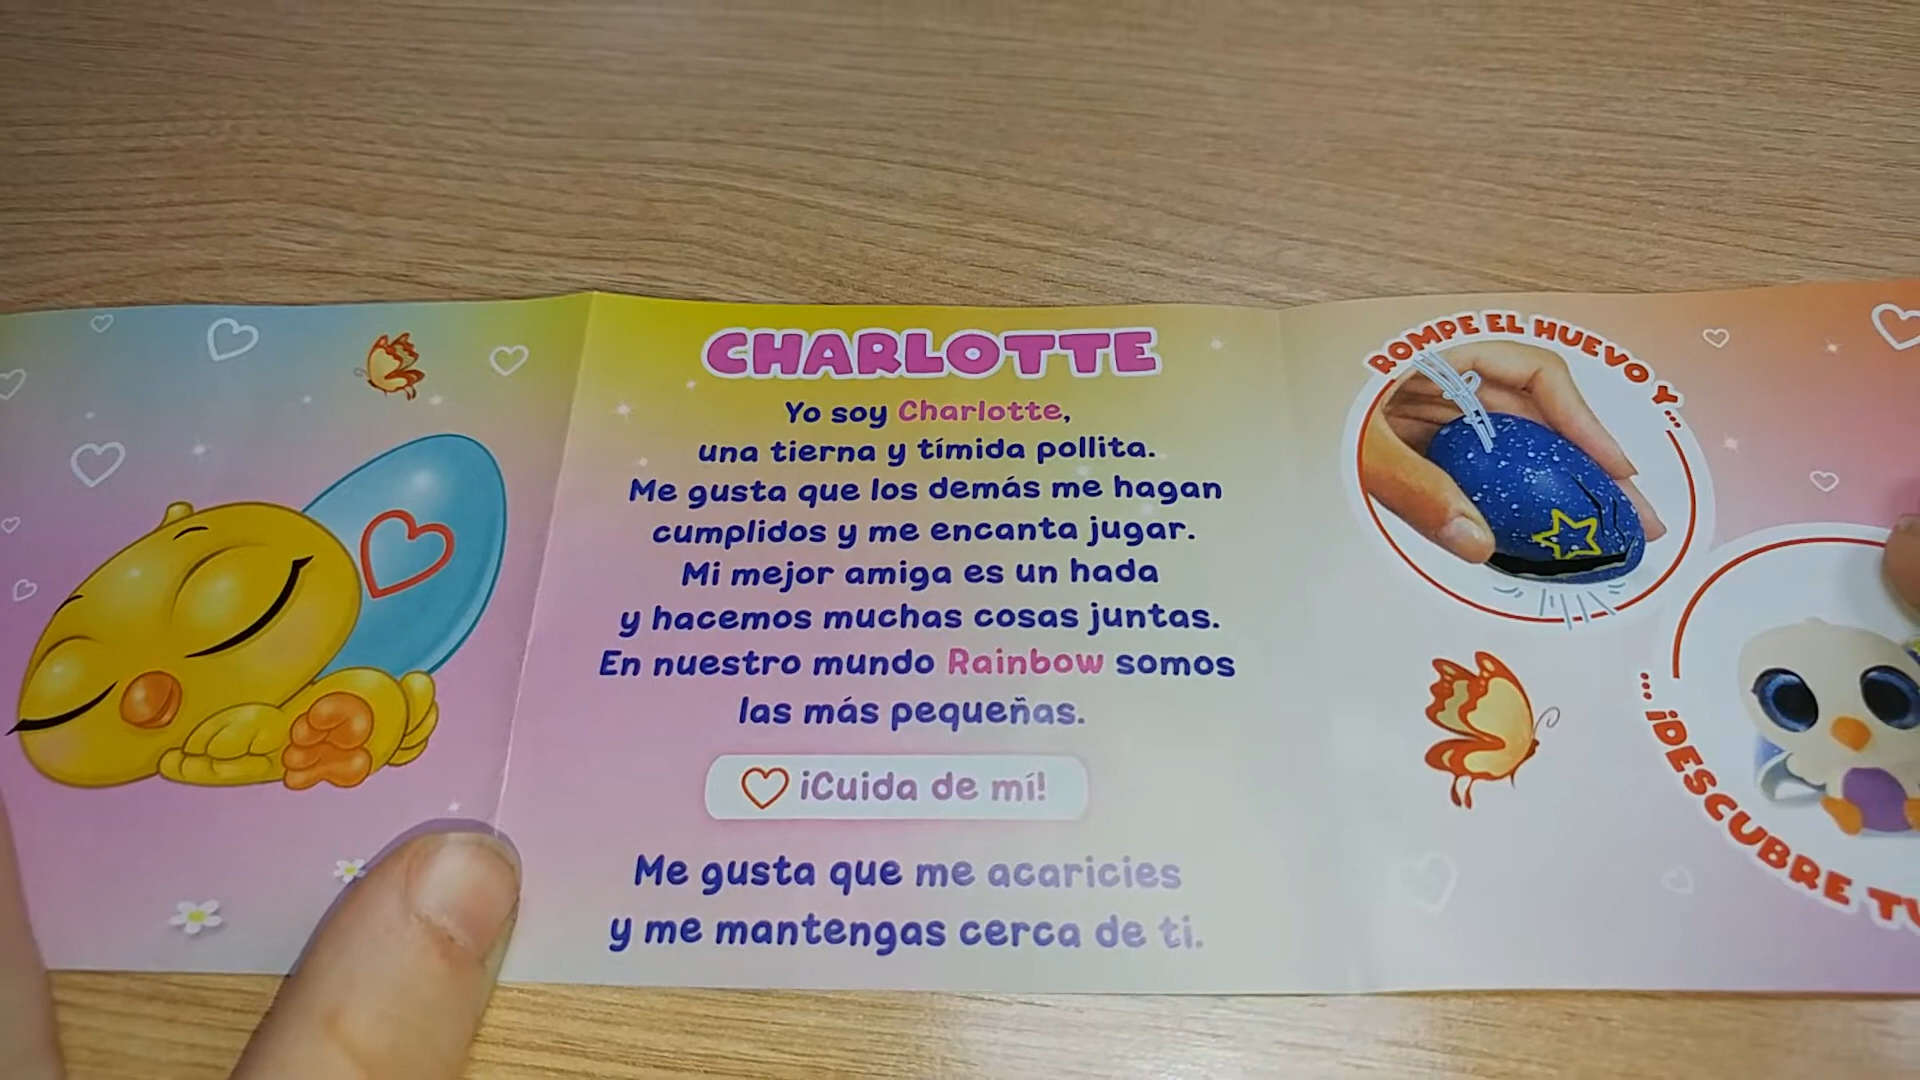 CHARLOTTE
Yo soy Charlotte,
una tierna y tímida pollita.
Me gusta que los demás me hagan
cumplidos y me encanta jugar.
Mi mejor amiga es un hada
y hacemos muchas cosas juntas.
En nuestro mundo Rainbow somos
las más pequeñas.
¡Cuida de mí!
Me gusta que me acaricies
y me mantengas cerca de ti.
ROMPE EL HUEVO Y...
... ¡DESCUBRE